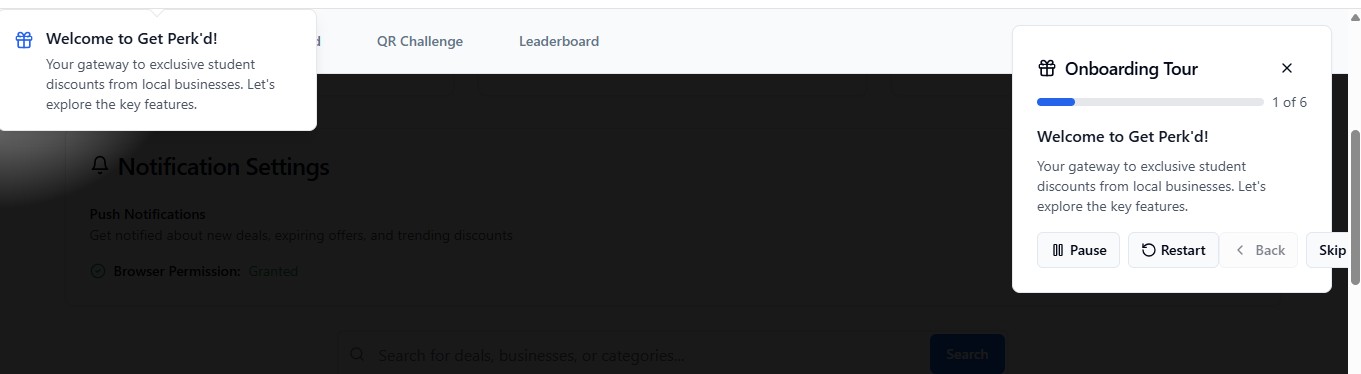 Welcome to Get Perk'd!
Your gateway to exclusive student
discounts from local businesses. Let's
explore the key features.
QR Challenge
Leaderboard
Onboarding Tour
1 of 6
Welcome to Get Perk'd!
Your gateway to exclusive student
discounts from local businesses. Let's
explore the key features.
Pause
Restart
Back
Skip
Notification Settings
Push Notifications
Get notified about new deals, expiring offers, and trending discounts
Browser Permission: Granted
Search for deals, businesses, or categories...
Search